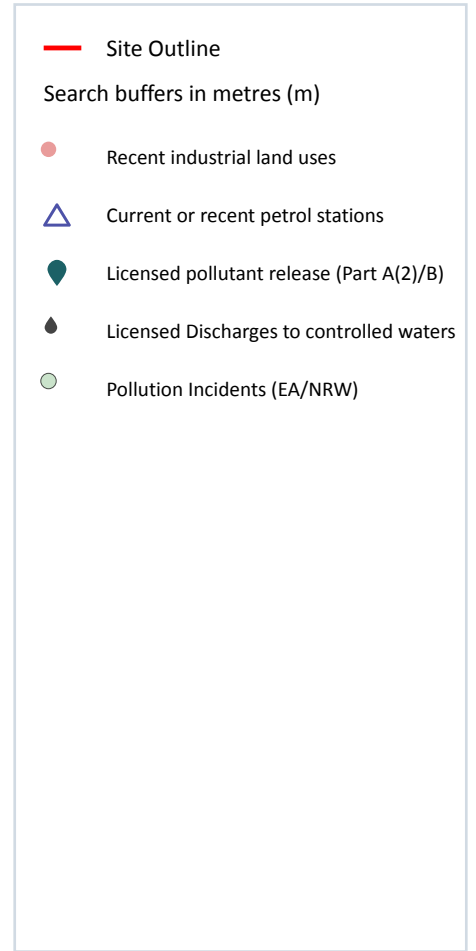 Site Outline
Search buffers in metres (m)
Recent industrial land uses
Current or recent petrol stations
Licensed pollutant release (Part A(2)/B)
Licensed Discharges to controlled waters
Pollution Incidents (EA/NRW)